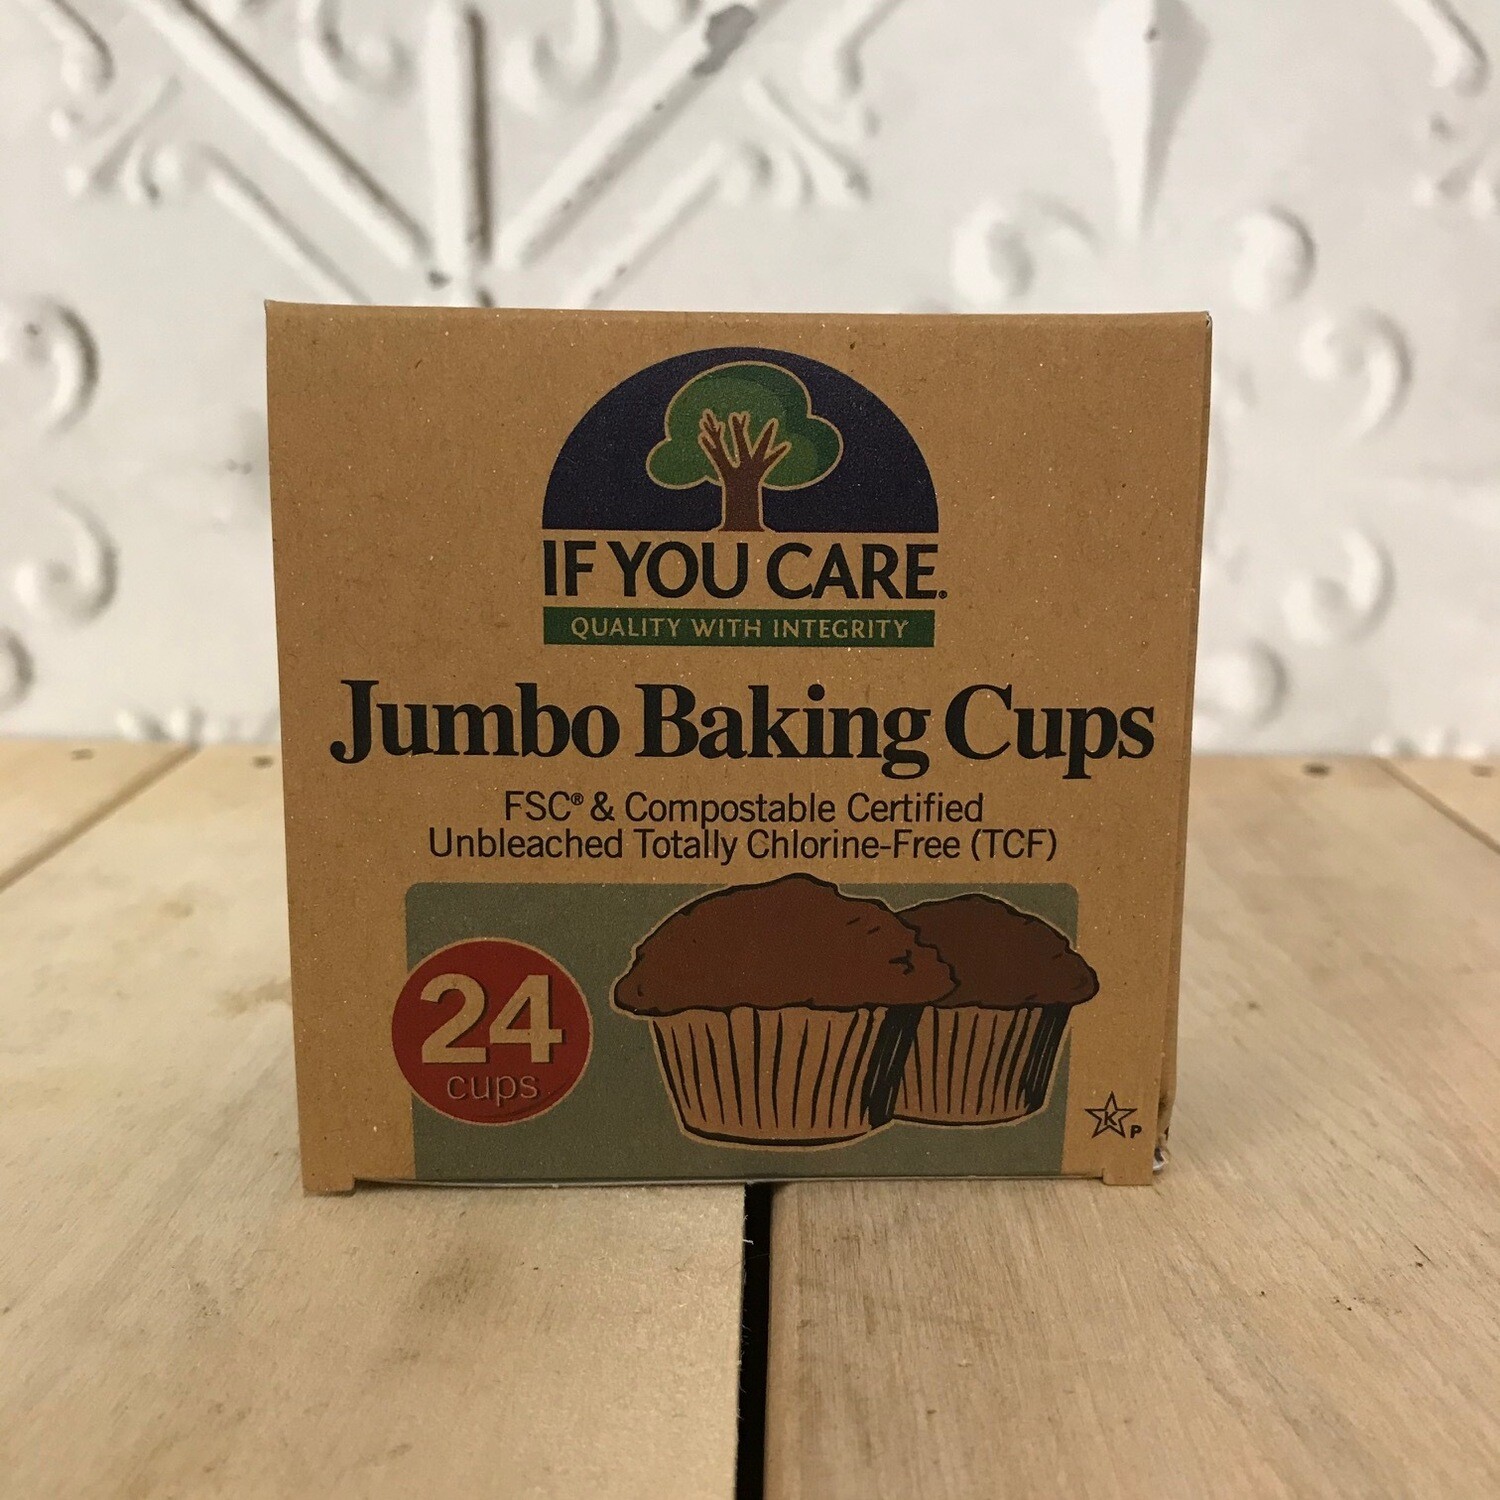 IF YOU CARE®
QUALITY WITH INTEGRITY
Jumbo Baking Cups
FSC® & Compostable Certified
Unbleached Totally Chlorine-Free (TCF)
24
cups
K
P